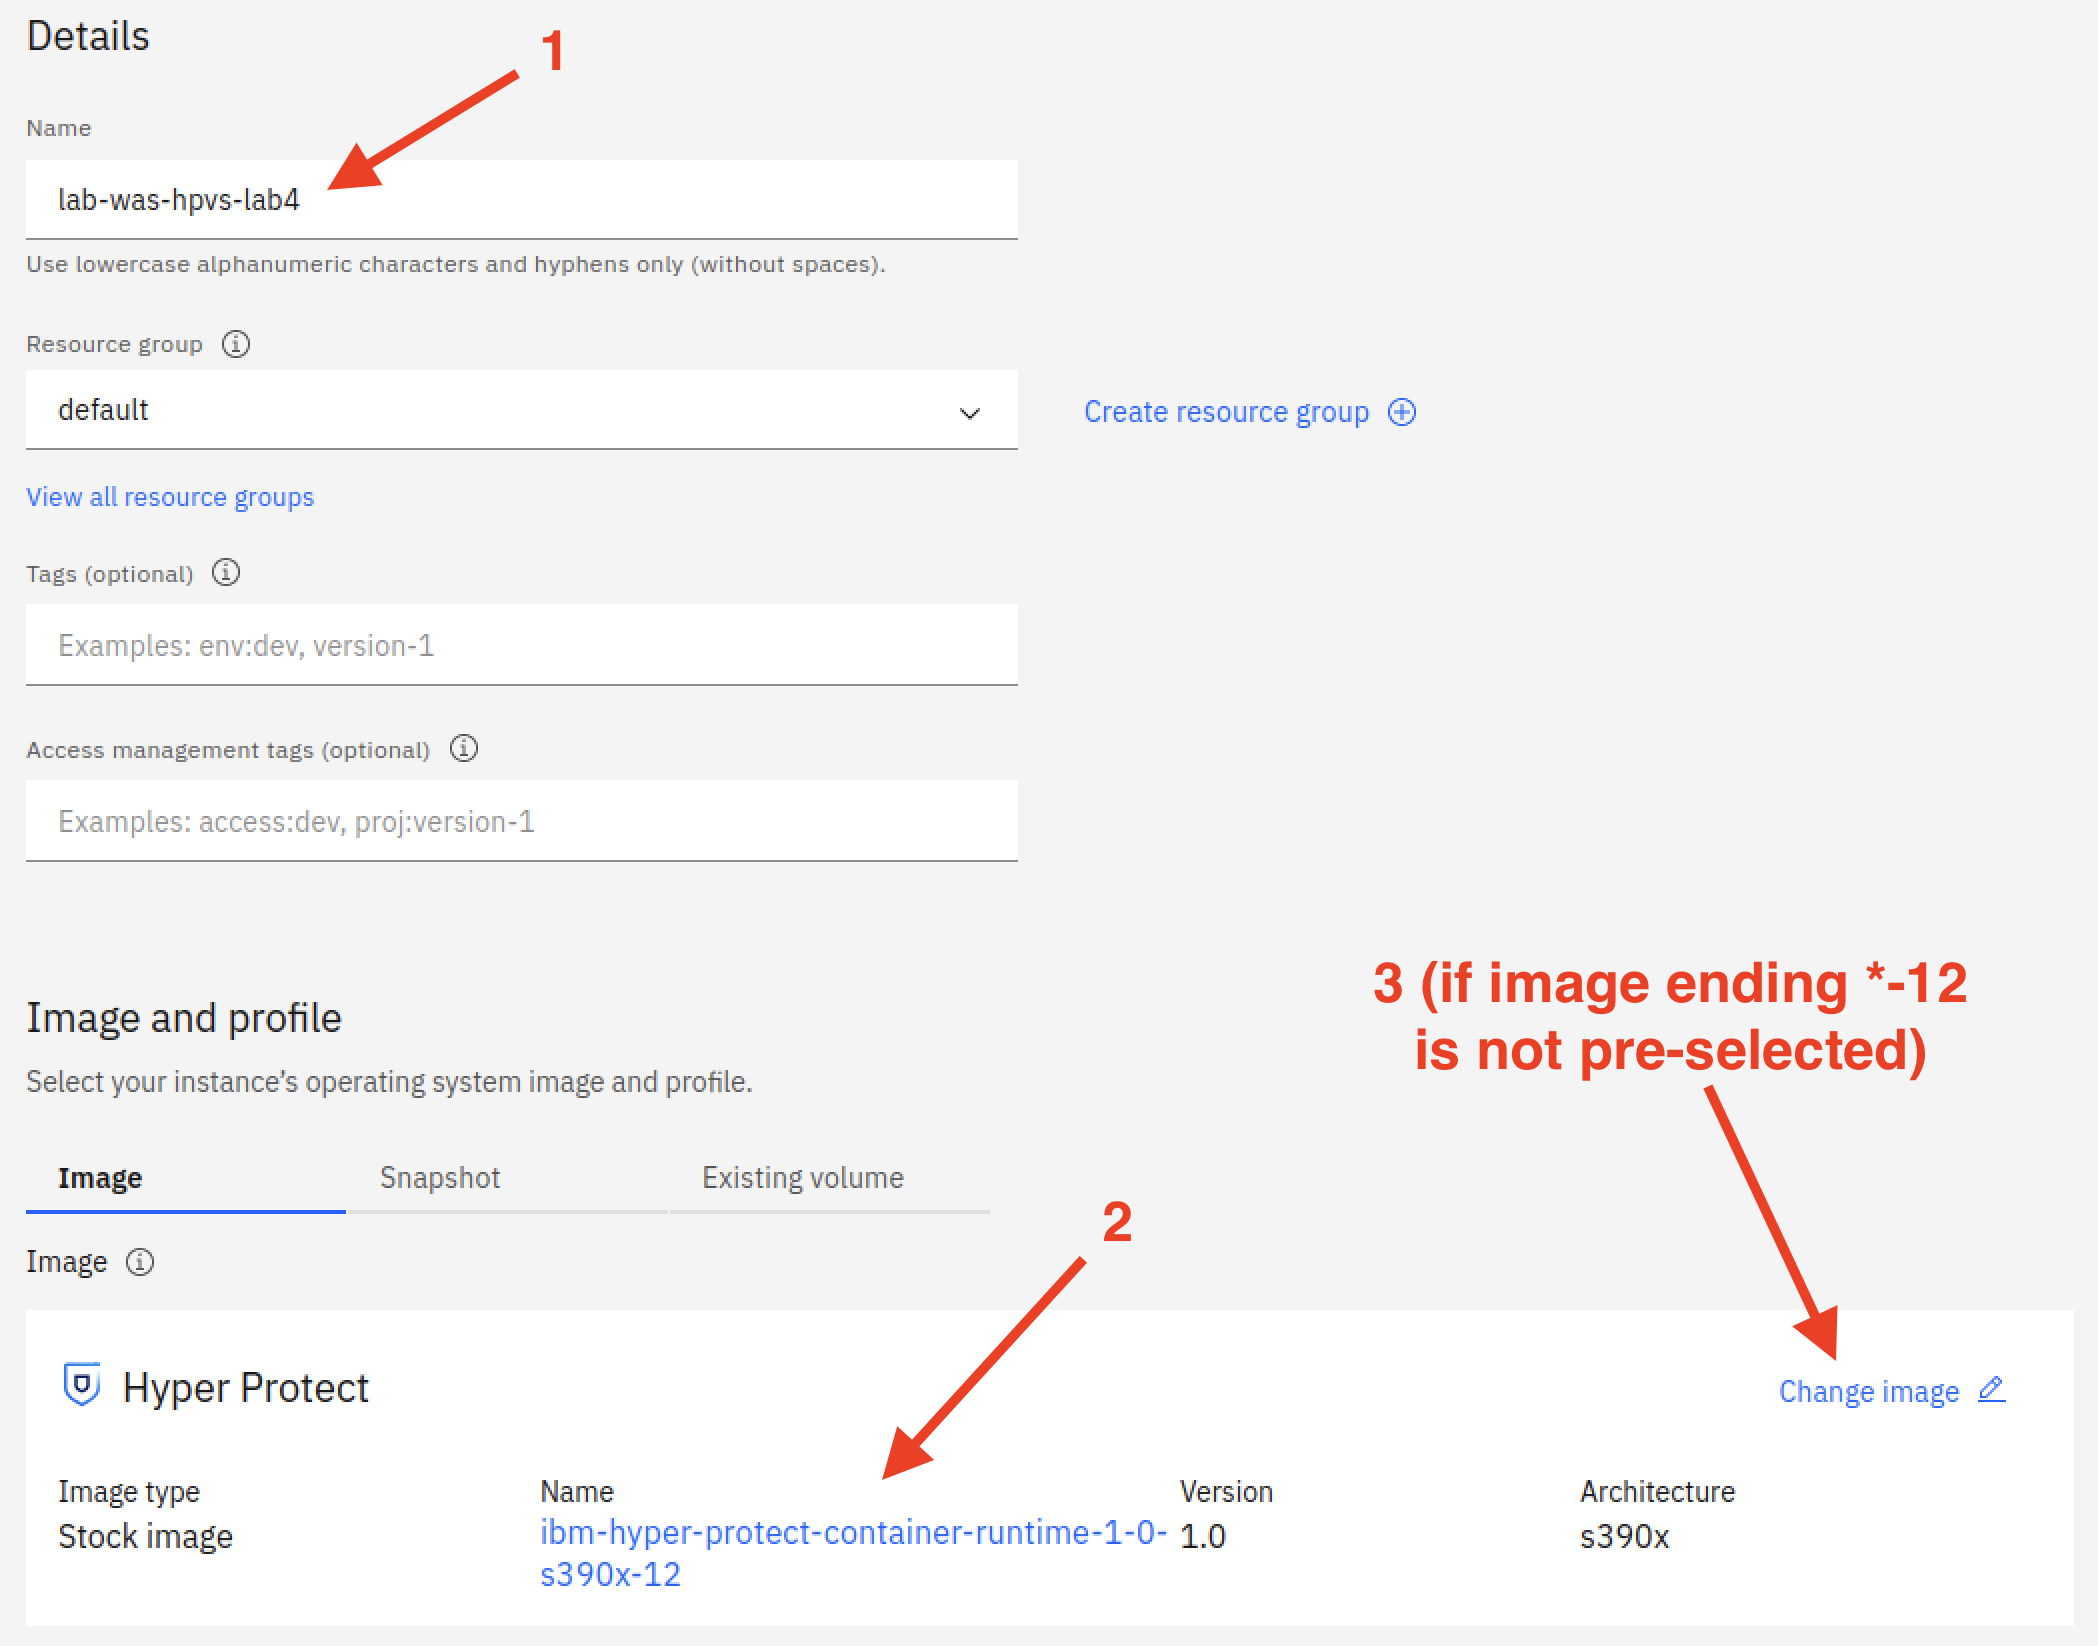 Details
1
Name
lab-was-hpvs-lab4
Use lowercase alphanumeric characters and hyphens only (without spaces).
Resource group
default
Create resource group
View all resource groups
Tags (optional)
Examples: env:dev, version-1
Access management tags (optional)
Examples: access:dev, proj:version-1
3 (if image ending *-12
is not pre-selected)
Image and profile
Select your instance's operating system image and profile.
Image Snapshot Existing volume
2
Image
Hyper Protect
Change image
Image type Name Version Architecture
Stock image ibm-hyper-protect-container-runtime-1-0- 1.0 s390x
s390x-12